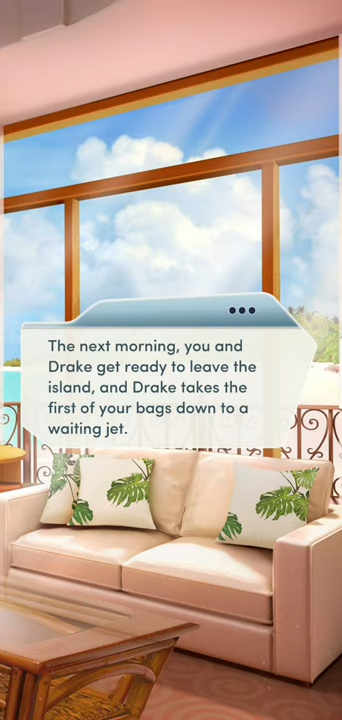 The next morning, you and
Drake get ready to leave the
island, and Drake takes the
first of your bags down to a
waiting jet.